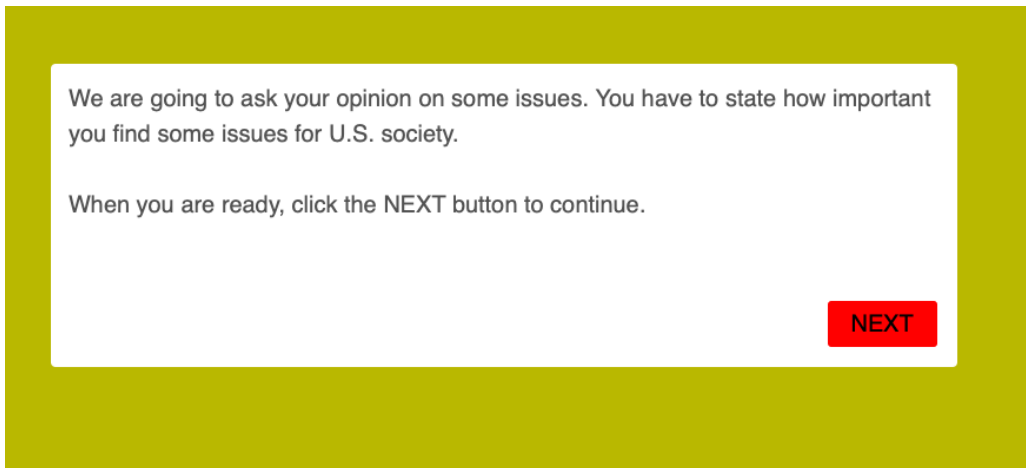 We are going to ask your opinion on some issues. You have to state how important
you find some issues for U.S. society.
When you are ready, click the NEXT button to continue.
NEXT